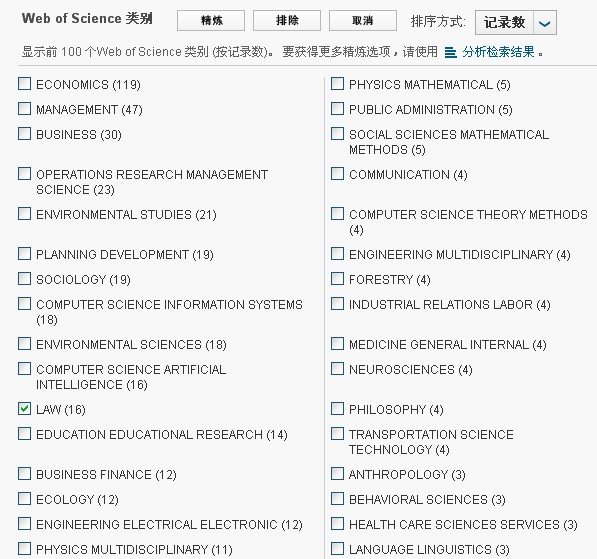 Web of Science 类别 精炼 排除 取消 排序方式: 记录数
显示前 100 个Web of Science 类别 (按记录数)。 要获得更多精炼选项，请使用 分析检索结果 。
ECONOMICS (119)
MANAGEMENT (47)
BUSINESS (30)
OPERATIONS RESEARCH MANAGEMENT
SCIENCE (23)
ENVIRONMENTAL STUDIES (21)
PLANNING DEVELOPMENT (19)
SOCIOLOGY (19)
COMPUTER SCIENCE INFORMATION SYSTEMS
(18)
ENVIRONMENTAL SCIENCES (18)
COMPUTER SCIENCE ARTIFICIAL
INTELLIGENCE (16)
LAW (16)
EDUCATION EDUCATIONAL RESEARCH (14)
BUSINESS FINANCE (12)
ECOLOGY (12)
ENGINEERING ELECTRICAL ELECTRONIC (12)
PHYSICS MULTIDISCIPLINARY (11)
PHYSICS MATHEMATICAL (5)
PUBLIC ADMINISTRATION (5)
SOCIAL SCIENCES MATHEMATICAL
METHODS (5)
COMMUNICATION (4)
COMPUTER SCIENCE THEORY METHODS
(4)
ENGINEERING MULTIDISCIPLINARY (4)
FORESTRY (4)
INDUSTRIAL RELATIONS LABOR (4)
MEDICINE GENERAL INTERNAL (4)
NEUROSCIENCES (4)
PHILOSOPHY (4)
TRANSPORTATION SCIENCE
TECHNOLOGY (4)
ANTHROPOLOGY (3)
BEHAVIORAL SCIENCES (3)
HEALTH CARE SCIENCES SERVICES (3)
LANGUAGE LINGUISTICS (3)